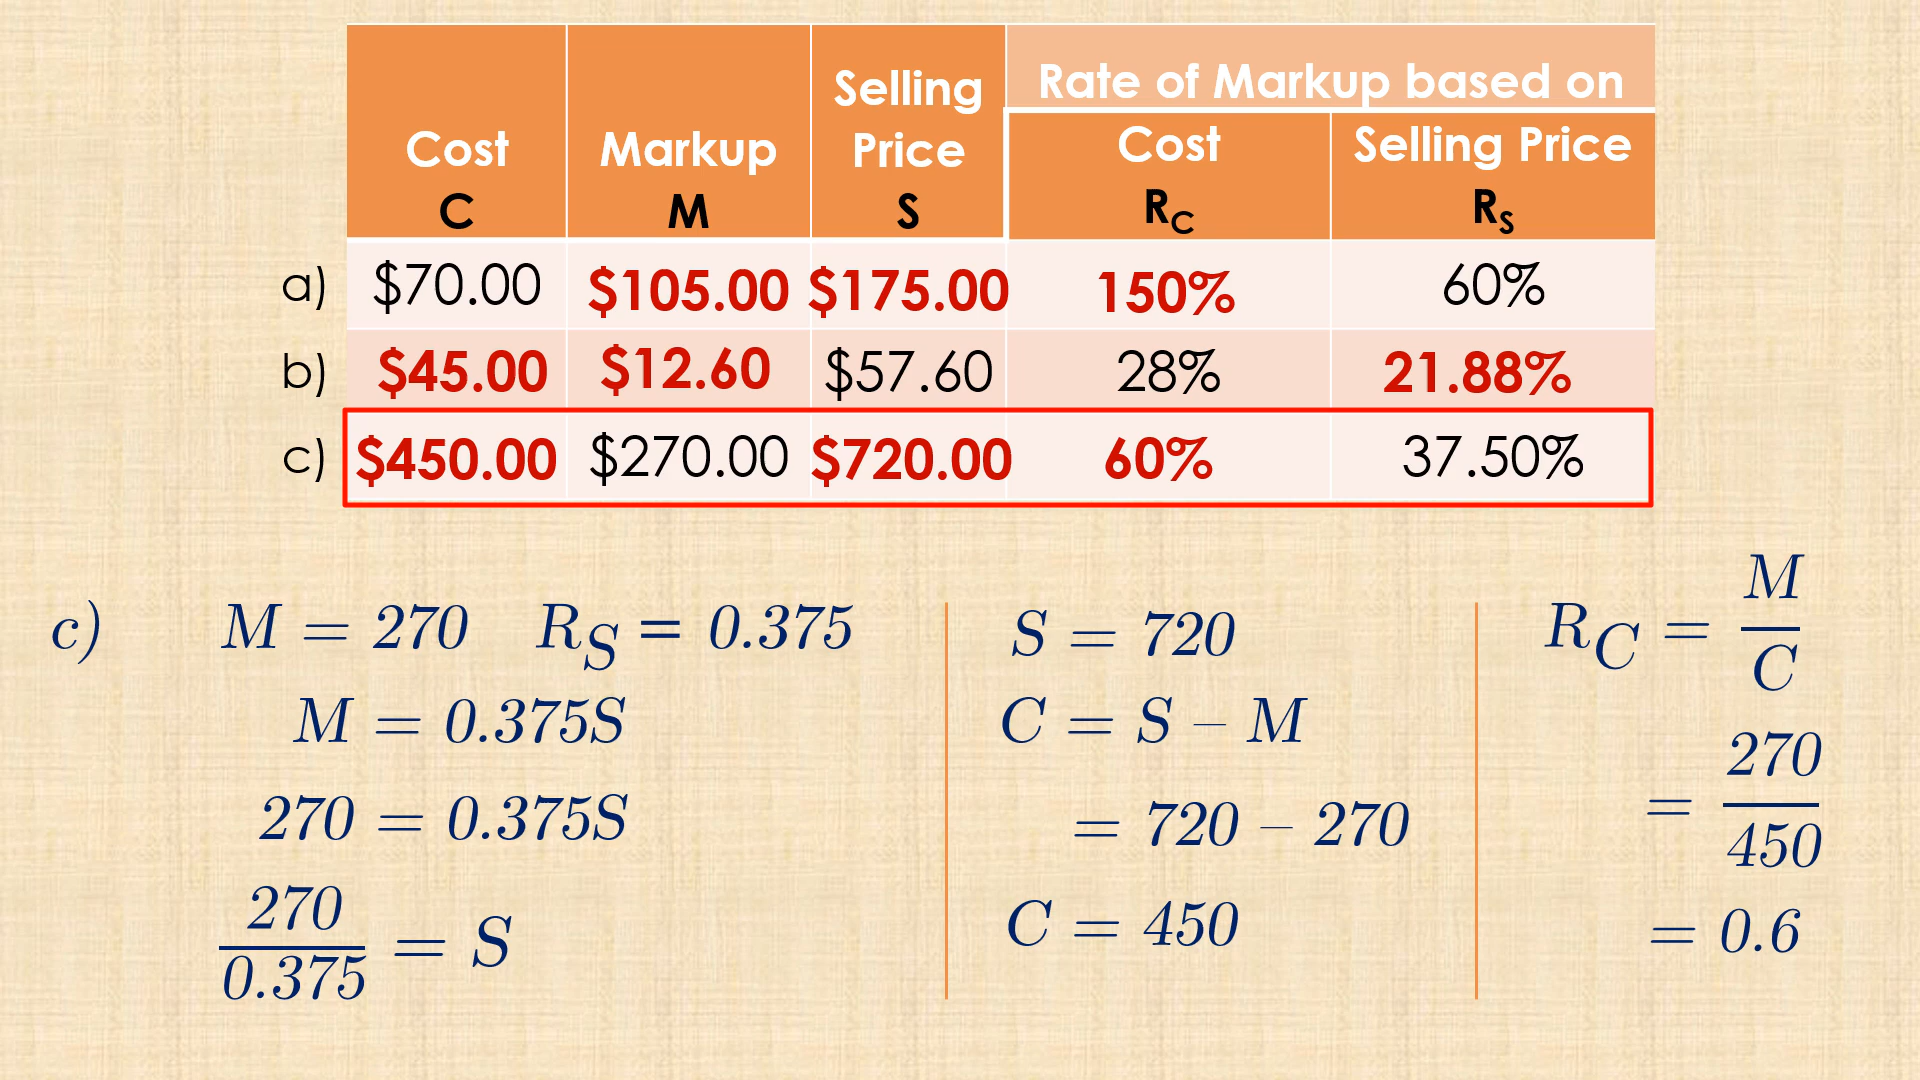 Rate of Markup based on
Cost
C
Markup
M
Selling
Price
S
Cost
R_C
Selling Price
R_S
a) $70.00 $105.00 $175.00 150% 60%
b) $45.00 $12.60 $57.60 28% 21.88%
c) $450.00 $270.00 $720.00 60% 37.50%
c) M = 270 R_S = 0.375
M = 0.375S
270 = 0.375S
270/0.375 = S
S = 720
C = S – M
= 720 – 270
C = 450
R_C = M/C
= 270/450
= 0.6